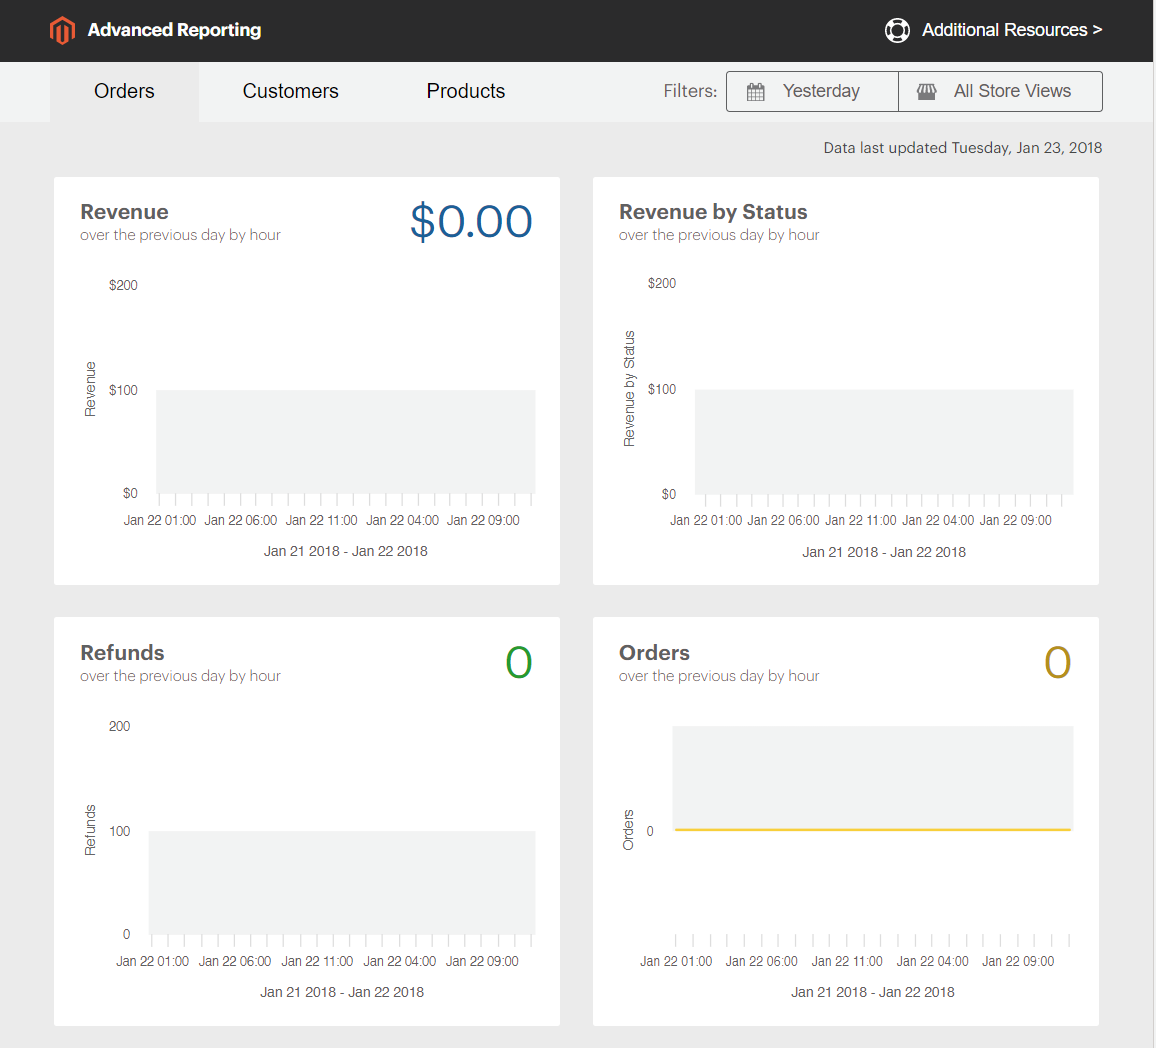 Advanced Reporting
Additional Resources >
Orders
Customers
Products
Filters:
Yesterday
All Store Views
Data last updated Tuesday, Jan 23, 2018
Revenue
over the previous day by hour
$0.00
$200
$100
$0
Revenue
Jan 22 01:00 Jan 22 06:00 Jan 22 11:00 Jan 22 04:00 Jan 22 09:00
Jan 21 2018 - Jan 22 2018
Revenue by Status
over the previous day by hour
$200
$100
$0
Revenue by Status
Jan 22 01:00 Jan 22 06:00 Jan 22 11:00 Jan 22 04:00 Jan 22 09:00
Jan 21 2018 - Jan 22 2018
Refunds
over the previous day by hour
0
200
100
0
Refunds
Jan 22 01:00 Jan 22 06:00 Jan 22 11:00 Jan 22 04:00 Jan 22 09:00
Jan 21 2018 - Jan 22 2018
Orders
over the previous day by hour
0
0
Orders
Jan 22 01:00 Jan 22 06:00 Jan 22 11:00 Jan 22 04:00 Jan 22 09:00
Jan 21 2018 - Jan 22 2018